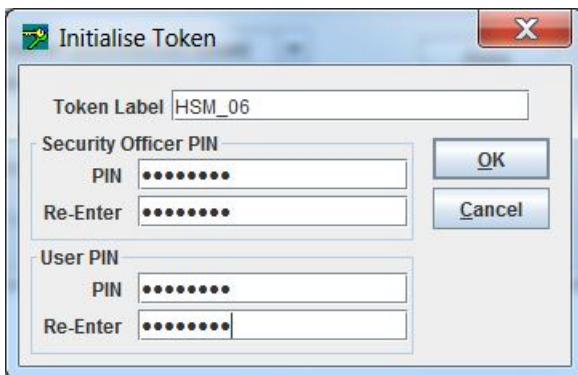 Initialise Token
Token Label HSM_06
Security Officer PIN
PIN ••••••••
OK
Re-Enter ••••••••
Cancel
User PIN
PIN ••••••••
Re-Enter ••••••••